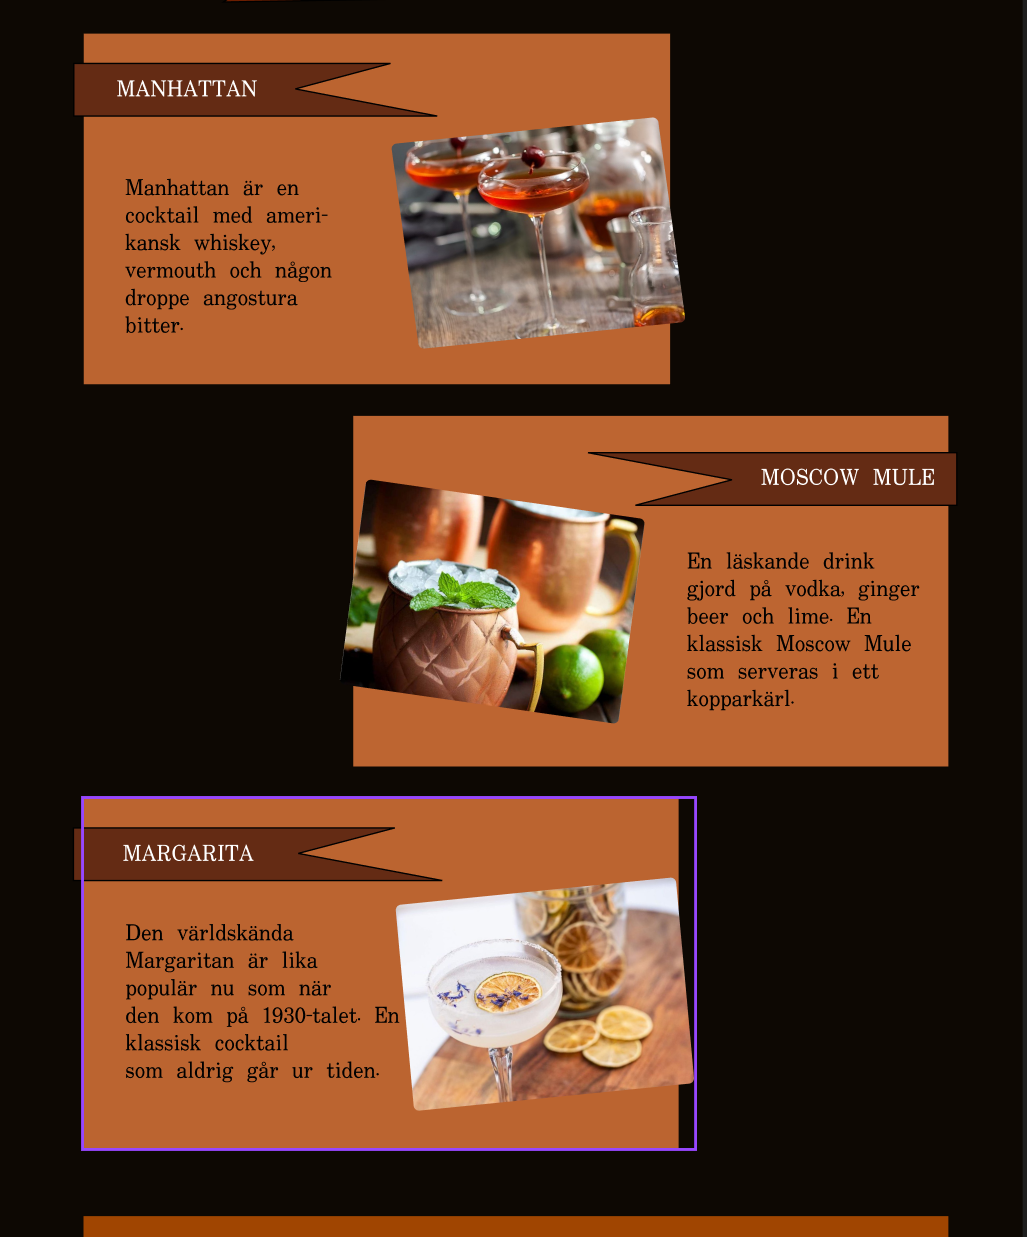 MANHATTAN
Manhattan är en
cocktail med ameri-
kansk whiskey,
vermouth och någon
droppe angostura
bitter.
MOSCOW MULE
En läskande drink
gjord på vodka, ginger
beer och lime. En
klassisk Moscow Mule
som serveras i ett
kopparkärl.
MARGARITA
Den världskända
Margaritan är lika
populär nu som när
den kom på 1930-talet. En
klassisk cocktail
som aldrig går ur tiden.